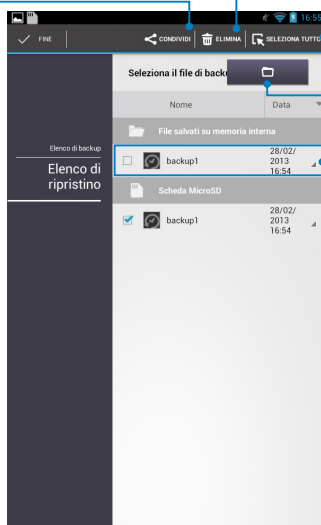 16:55
FINE
CONDIVIDI
ELIMINA
SELEZIONA TUTTO
Seleziona il file di backu
Nome
Data
File salvati su memoria interna
Elenco di backup
Elenco di
ripristino
backup1
28/02/
2013
16:54
Scheda MicroSD
backup1
28/02/
2013
16:54